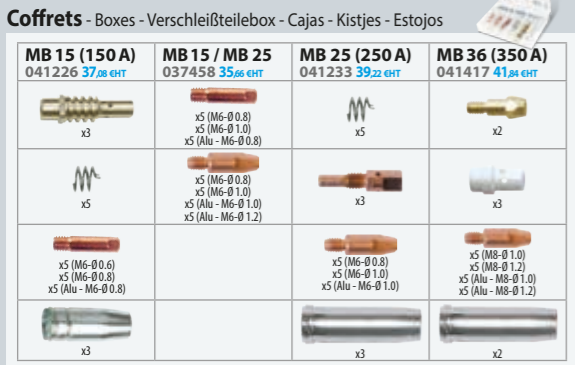 Coffrets - Boxes - Verschleißteilebox - Cajas - Kistjes - Estojos
MB 15 (150 A)
041226 37,08 €HT
MB 15 / MB 25
037458 35,66 €HT
MB 25 (250 A)
041233 39,22 €HT
MB 36 (350 A)
041417 41,84 €HT
x3
x5 (M6-Ø 0.8)
x5 (M6-Ø 1.0)
x5 (Alu - M6-Ø 0.8)
x5
x2
x5
x5 (M6-Ø 0.8)
x5 (M6-Ø 1.0)
x5 (Alu - M6-Ø 1.0)
x5 (Alu - M6-Ø 1.2)
x3
x3
x5 (M6-Ø 0.6)
x5 (M6-Ø 0.8)
x5 (Alu - M6-Ø 0.8)
x5 (M6-Ø 0.8)
x5 (M6-Ø 1.0)
x5 (Alu - M6-Ø 1.0)
x5 (M8-Ø 1.0)
x5 (M8-Ø 1.2)
x5 (Alu - M8-Ø 1.0)
x5 (Alu - M8-Ø 1.2)
x3
x3
x2